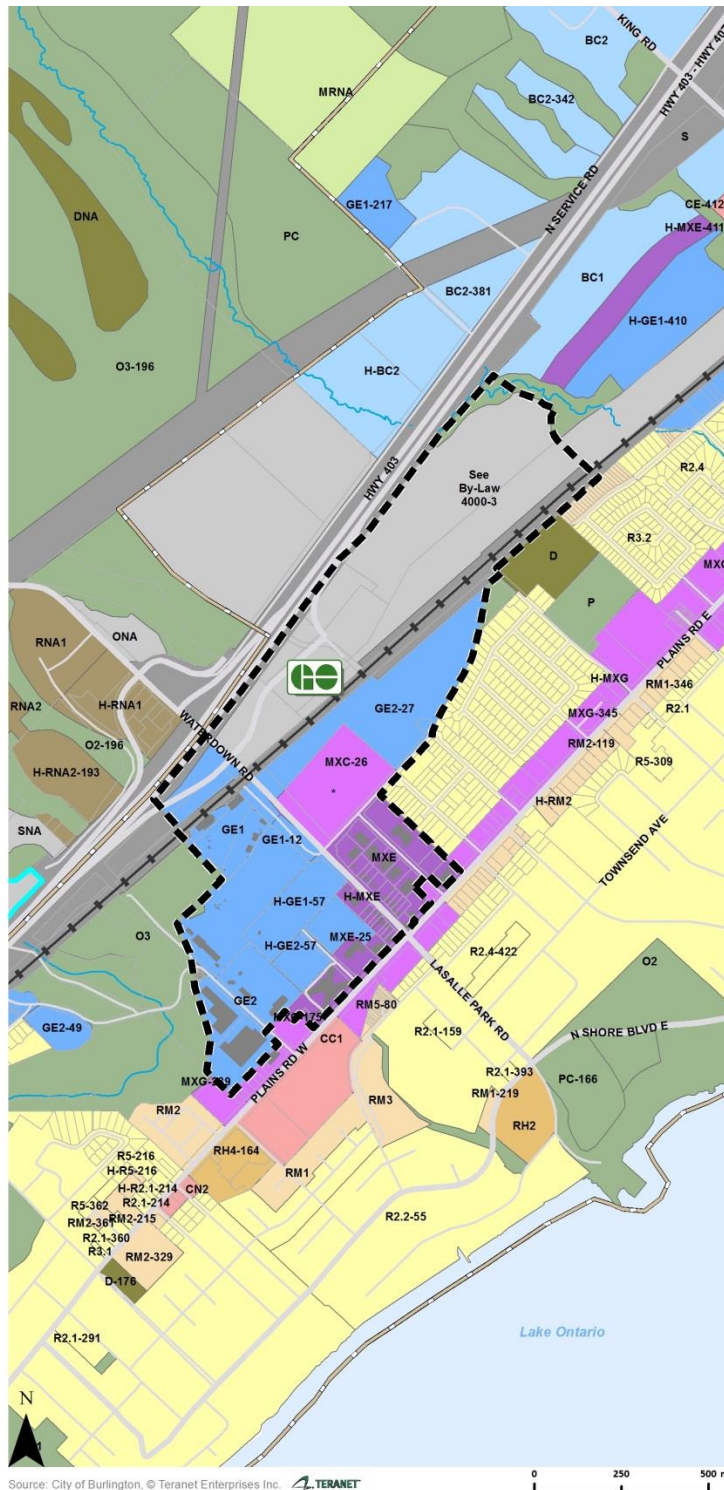 KING RD
BC2
HWY 403 - HWY 407
MRNA
BC2-342
S
N SERVICE RD
CE-412
GE1-217
H-MXE-411
DNA
PC
BC2-381
BC1
H-GE1-410
O3-196
H-BC2
HWY 403
See
By-Law
4000-3
R2.4
R3.2
D
MXG
P
PLAINS RD E
RNA1
ONA
GO
H-MXG
RM1-346
RNA2
H-RNA1
WATERDOWN RD
GE2-27
MXG-345
R2.1
O2-196
RM2-119
R5-309
H-RNA2-193
MXC-26
*
H-RM2
SNA
GE1
GE1-12
MXE
TOWNSEND AVE
H-GE1-57
H-MXE
O3
H-GE2-57
MXE-25
R2.4-422
O2
LASALLE PARK RD
GE2
RM5-80
GE2-49
CC1
R2.1-159
N SHORE BLVD E
PLAINS RD W
R2.1-393
PC-166
RM3
RM1-219
RM2
RH2
RH4-164
RM1
R5-216
H-R5-216
CN2
H-R2.1-214
R5-362
R2.1-214
R2.2-55
RM2-361
RM2-215
R2.1-360
R3.1
RM2-329
D-176
R2.1-291
Lake Ontario
N
Source: City of Burlington, © Teranet Enterprises Inc.
TERANET
0
250
500 m